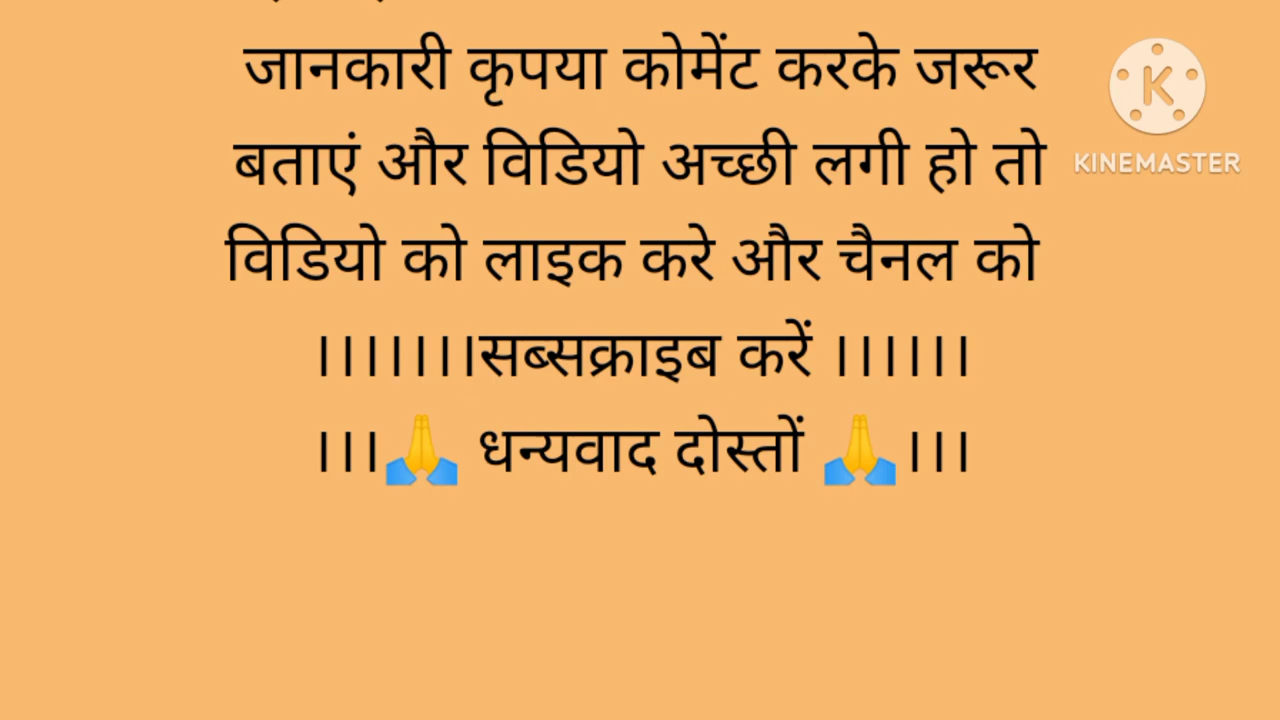 जानकारी कृपया कोमेंट करके जरूर
बताएं और विडियो अच्छी लगी हो तो
विडियो को लाइक करे और चैनल को
।।।।।।।सब्सक्राइब करें ।।।।।।
।।।🙏 धन्यवाद दोस्तों 🙏।।।
K
KINEMASTER